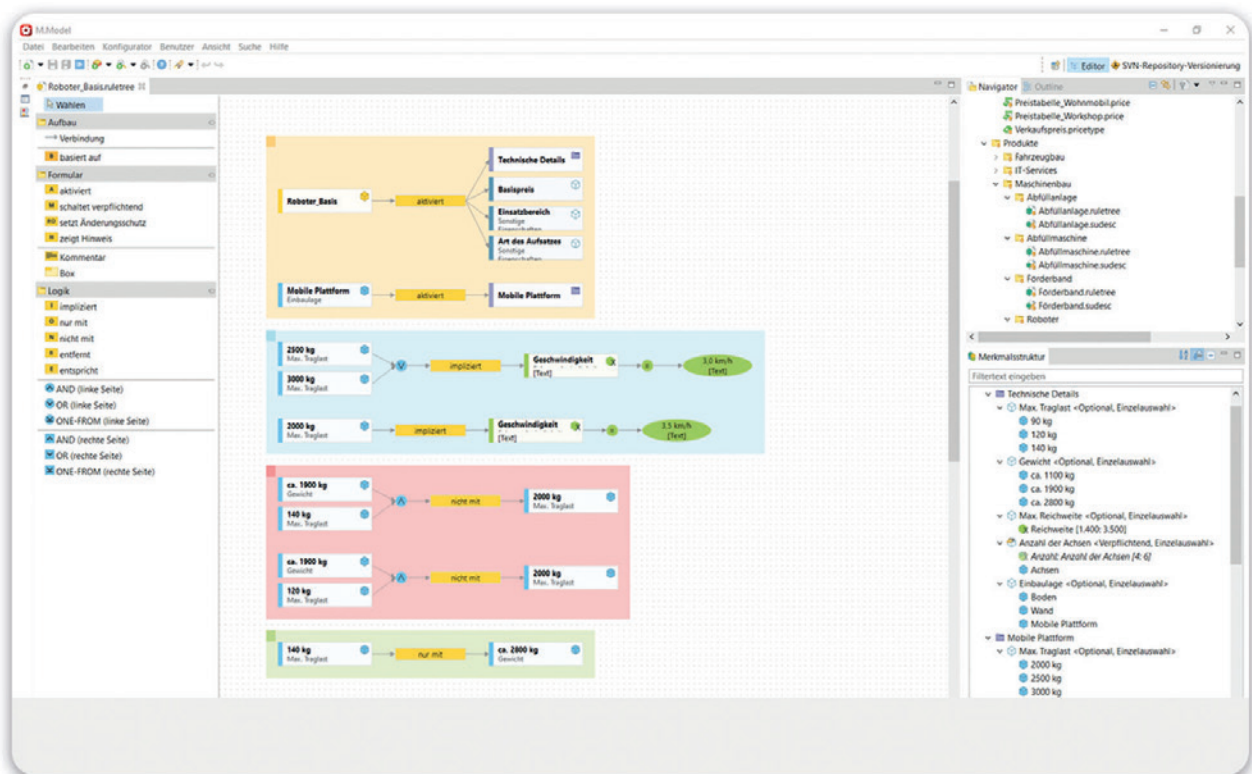 M.Model
Datei Bearbeiten Konfigurator Benutzer Ansicht Suche Hilfe
Editor SVN-Repository-Versionierung
Roboter_Basis.ruletree
Wählen
Aufbau
Verbindung
basiert auf
Formular
A aktiviert
M schaltet verpflichtend
RO setzt Änderungsschutz
H zeigt Hinweis
Kommentar
Box
Logik
I impliziert
O nur mit
N nicht mit
R entfernt
E entspricht
AND (linke Seite)
OR (linke Seite)
ONE-FROM (linke Seite)
AND (rechte Seite)
OR (rechte Seite)
ONE-FROM (rechte Seite)
Roboter_Basis
aktiviert
Technische Details
Basispreis
Einsatzbereich
Sonstige
Eigenschaften
Art des Aufsatzes
Sonstige
Eigenschaften
Mobile Plattform
Einbaulage
aktiviert
Mobile Plattform
2500 kg
Max. Traglast
3000 kg
Max. Traglast
impliziert
Geschwindigkeit
[Text]
=
3,0 km/h
[Text]
2000 kg
Max. Traglast
impliziert
Geschwindigkeit
[Text]
=
3,5 km/h
[Text]
ca. 1900 kg
Gewicht
140 kg
Max. Traglast
nicht mit
2000 kg
Max. Traglast
ca. 1900 kg
Gewicht
120 kg
Max. Traglast
nicht mit
2000 kg
Max. Traglast
140 kg
Max. Traglast
nur mit
ca. 2800 kg
Gewicht
Navigator Outline
Preistabelle_Wohnmobil.price
Preistabelle_Workshop.price
Verkaufspreis.pricetype
Produkte
Fahrzeugbau
IT-Services
Maschinenbau
Abfüllanlage
Abfüllanlage.ruletree
Abfüllanlage.sudesc
Abfüllmaschine
Abfüllmaschine.ruletree
Abfüllmaschine.sudesc
Förderband
Förderband.ruletree
Förderband.sudesc
Roboter
Merkmalsstruktur
Filtertext eingeben
Technische Details
Max. Traglast <Optional, Einzelauswahl>
90 kg
120 kg
140 kg
Gewicht <Optional, Einzelauswahl>
ca. 1100 kg
ca. 1900 kg
ca. 2800 kg
Max. Reichweite <Optional, Einzelauswahl>
Reichweite [1.400: 3.500]
Anzahl der Achsen <Verpflichtend, Einzelauswahl>
Anzahl: Anzahl der Achsen [4: 6]
Achsen
Einbaulage <Optional, Einzelauswahl>
Boden
Wand
Mobile Plattform
Mobile Plattform
Max. Traglast <Optional, Einzelauswahl>
2000 kg
2500 kg
3000 kg